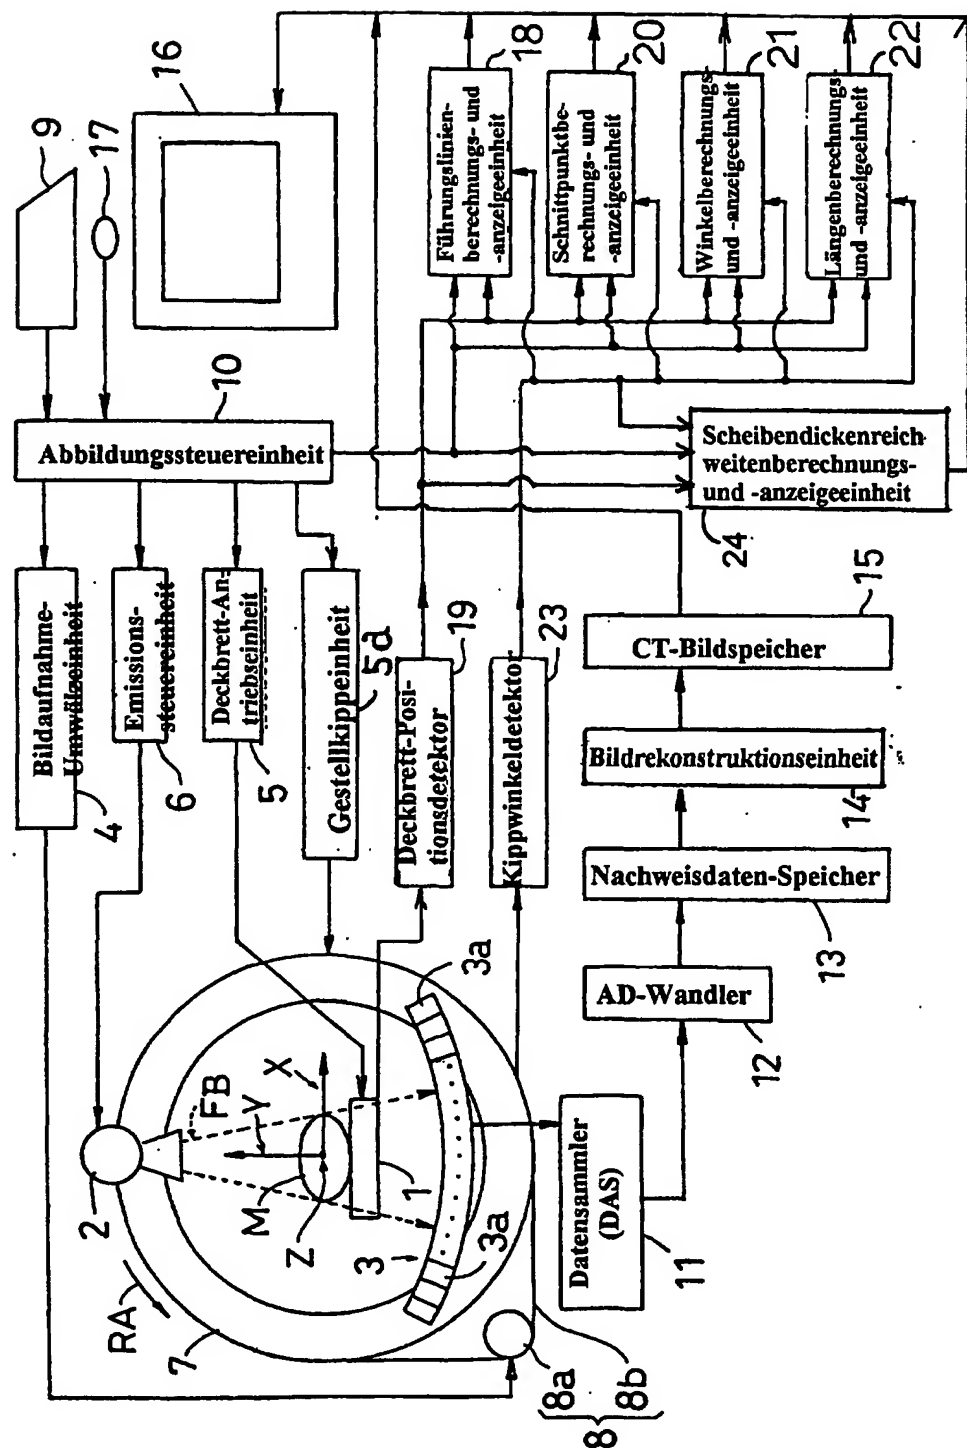 9
17
16
10
Abbildungssteuereinheit
Bildaufnahme-
Umwälzeinheit
4
Emissions-
steuereinheit
6
Deckbrett-An-
triebseinheit
5
Gestellkippeinheit
5d
Deckbrett-Posi-
tionsdetektor
19
Kippwinkeldetektor
23
Führungslinien-
berechnungs- und
-anzeigeeinheit
18
Schnittpunktbe-
rechnungs- und
-anzeigeeinheit
20
Winkelberechnungs-
und -anzeigeeinheit
21
Längenberechnungs-
und -anzeigeeinheit
22
Scheibendickenreich-
weitenberechnungs-
und -anzeigeeinheit
24
CT-Bildspeicher
15
Bildrekonstruktionseinheit
14
Nachweisdaten-Speicher
13
AD-Wandler
12
Datensammler
(DAS)
11
2
RA
7
FB
Y
X
M
Z
1
3
3a
3a
8a
8b
8